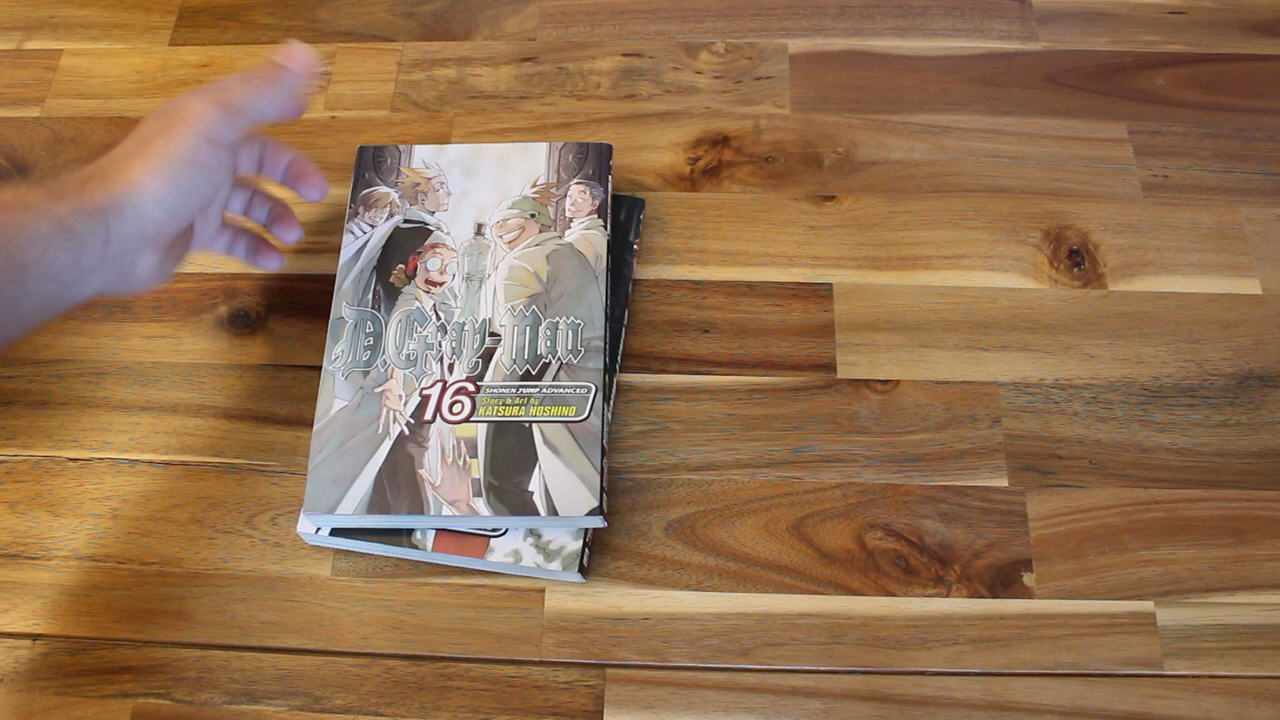 D.Gray-Man
16
SHONEN JUMP ADVANCED
Story & Art by
KATSURA HOSHINO